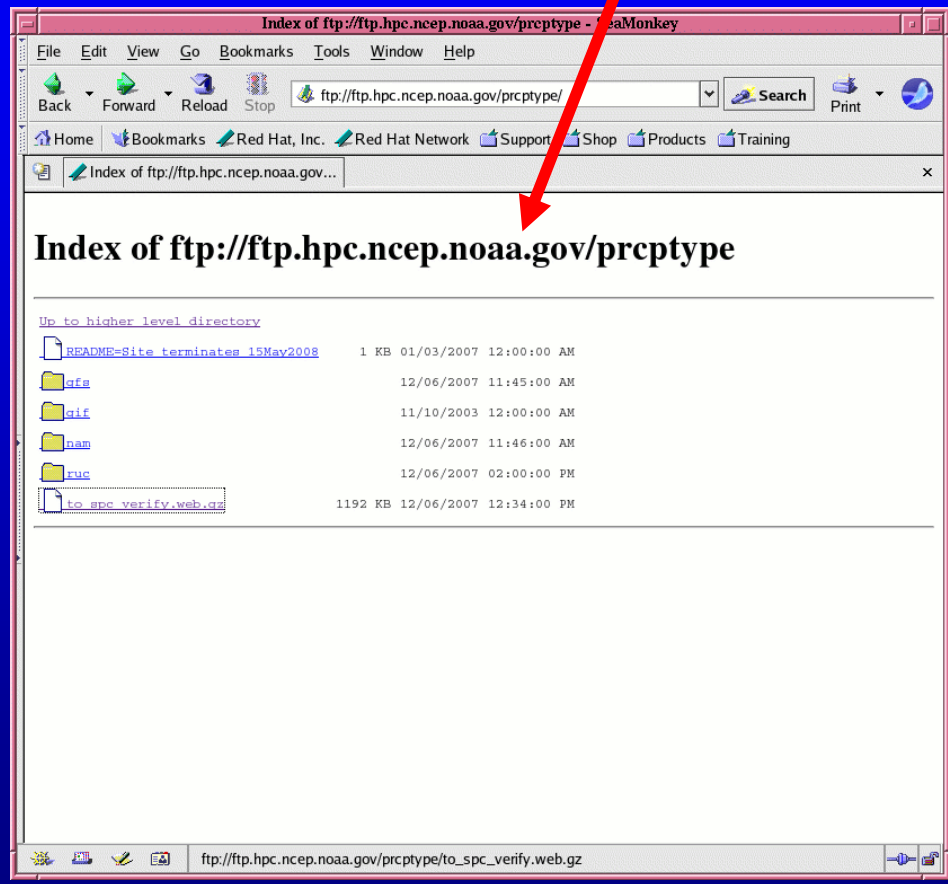 Index of ftp://ftp.hpc.ncep.noaa.gov/prcptype - SeaMonkey
File Edit View Go Bookmarks Tools Window Help
Back Forward Reload Stop ftp://ftp.hpc.ncep.noaa.gov/prcptype/ Search Print
Home Bookmarks Red Hat, Inc. Red Hat Network Support Shop Products Training
Index of ftp://ftp.hpc.ncep.noaa.gov...
Index of ftp://ftp.hpc.ncep.noaa.gov/prcptype
Up to higher level directory
README=Site terminates 15May2008 1 KB 01/03/2007 12:00:00 AM
gfs 12/06/2007 11:45:00 AM
gif 11/10/2003 12:00:00 AM
nam 12/06/2007 11:46:00 AM
ruc 12/06/2007 02:00:00 PM
to_spc_verify.web.gz 1192 KB 12/06/2007 12:34:00 PM
ftp://ftp.hpc.ncep.noaa.gov/prcptype/to_spc_verify.web.gz